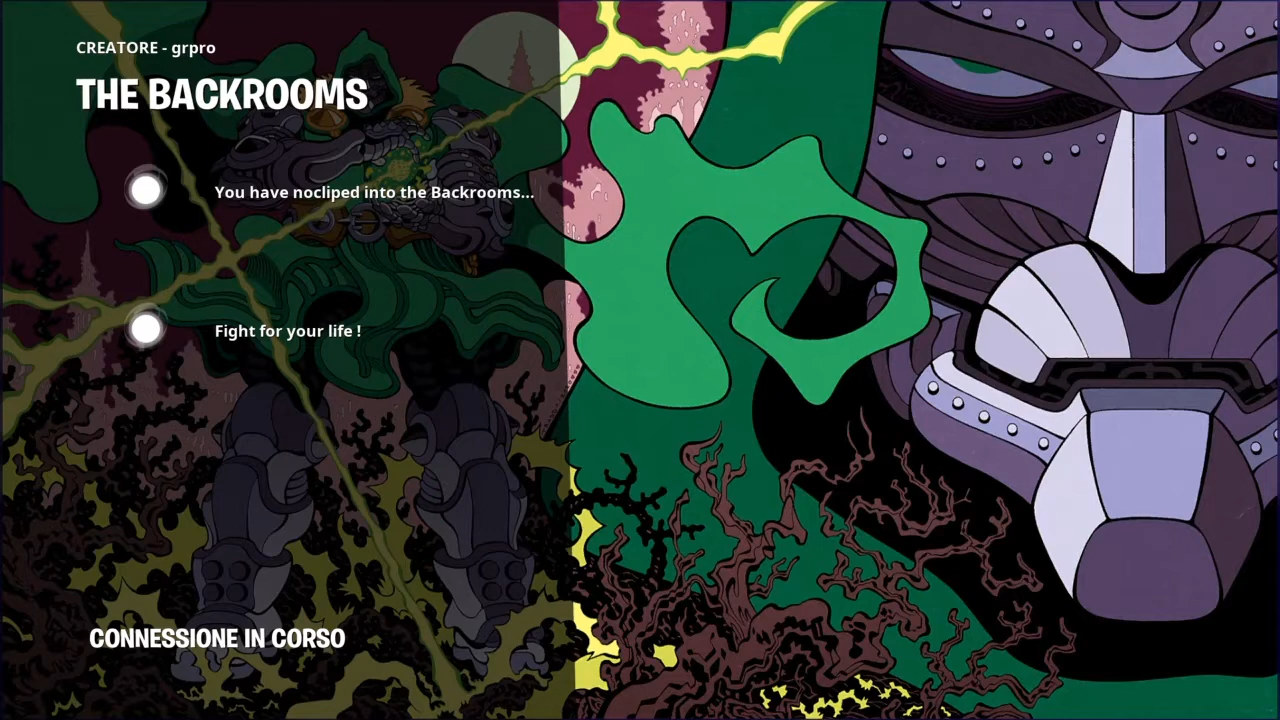 CREATORE - grpro
THE BACKROOMS
You have nocliped into the Backrooms...
Fight for your life !
CONNESSIONE IN CORSO